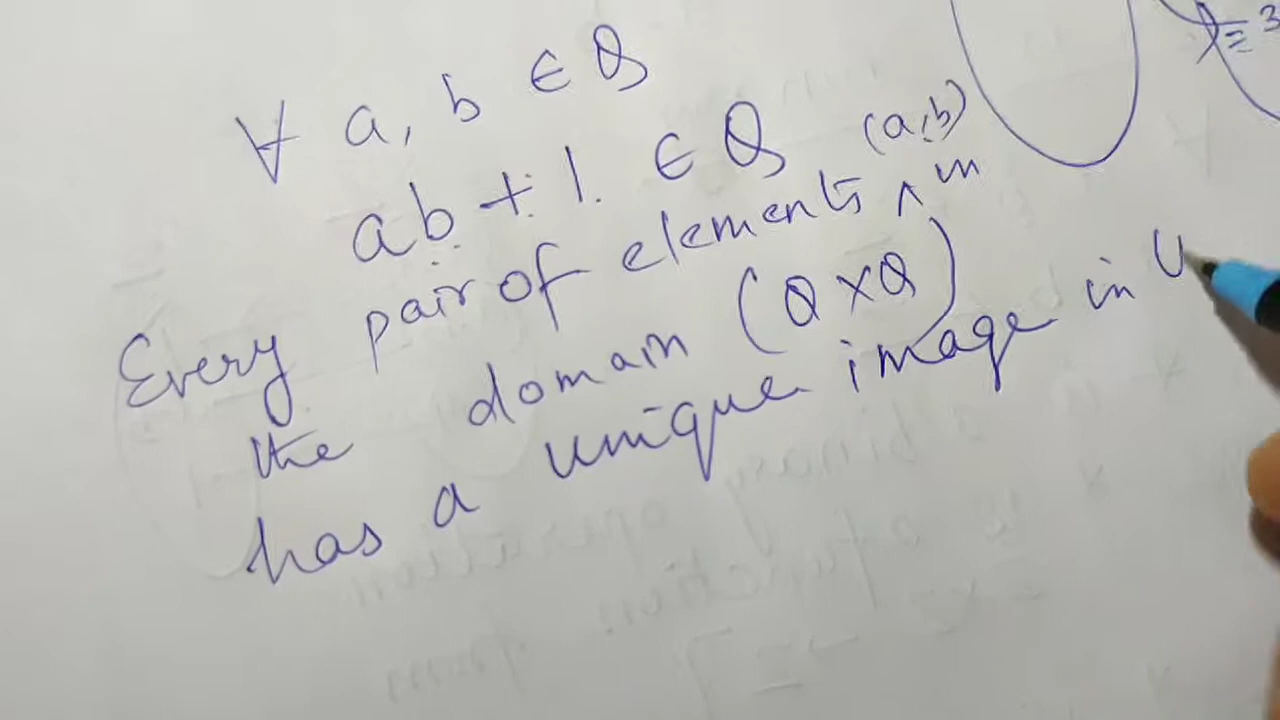 ∀ a, b ∈ Q
ab + 1. ∈ Q
Every pair of elements ^ (a,b) in
the domain (Q × Q)
has a unique image in